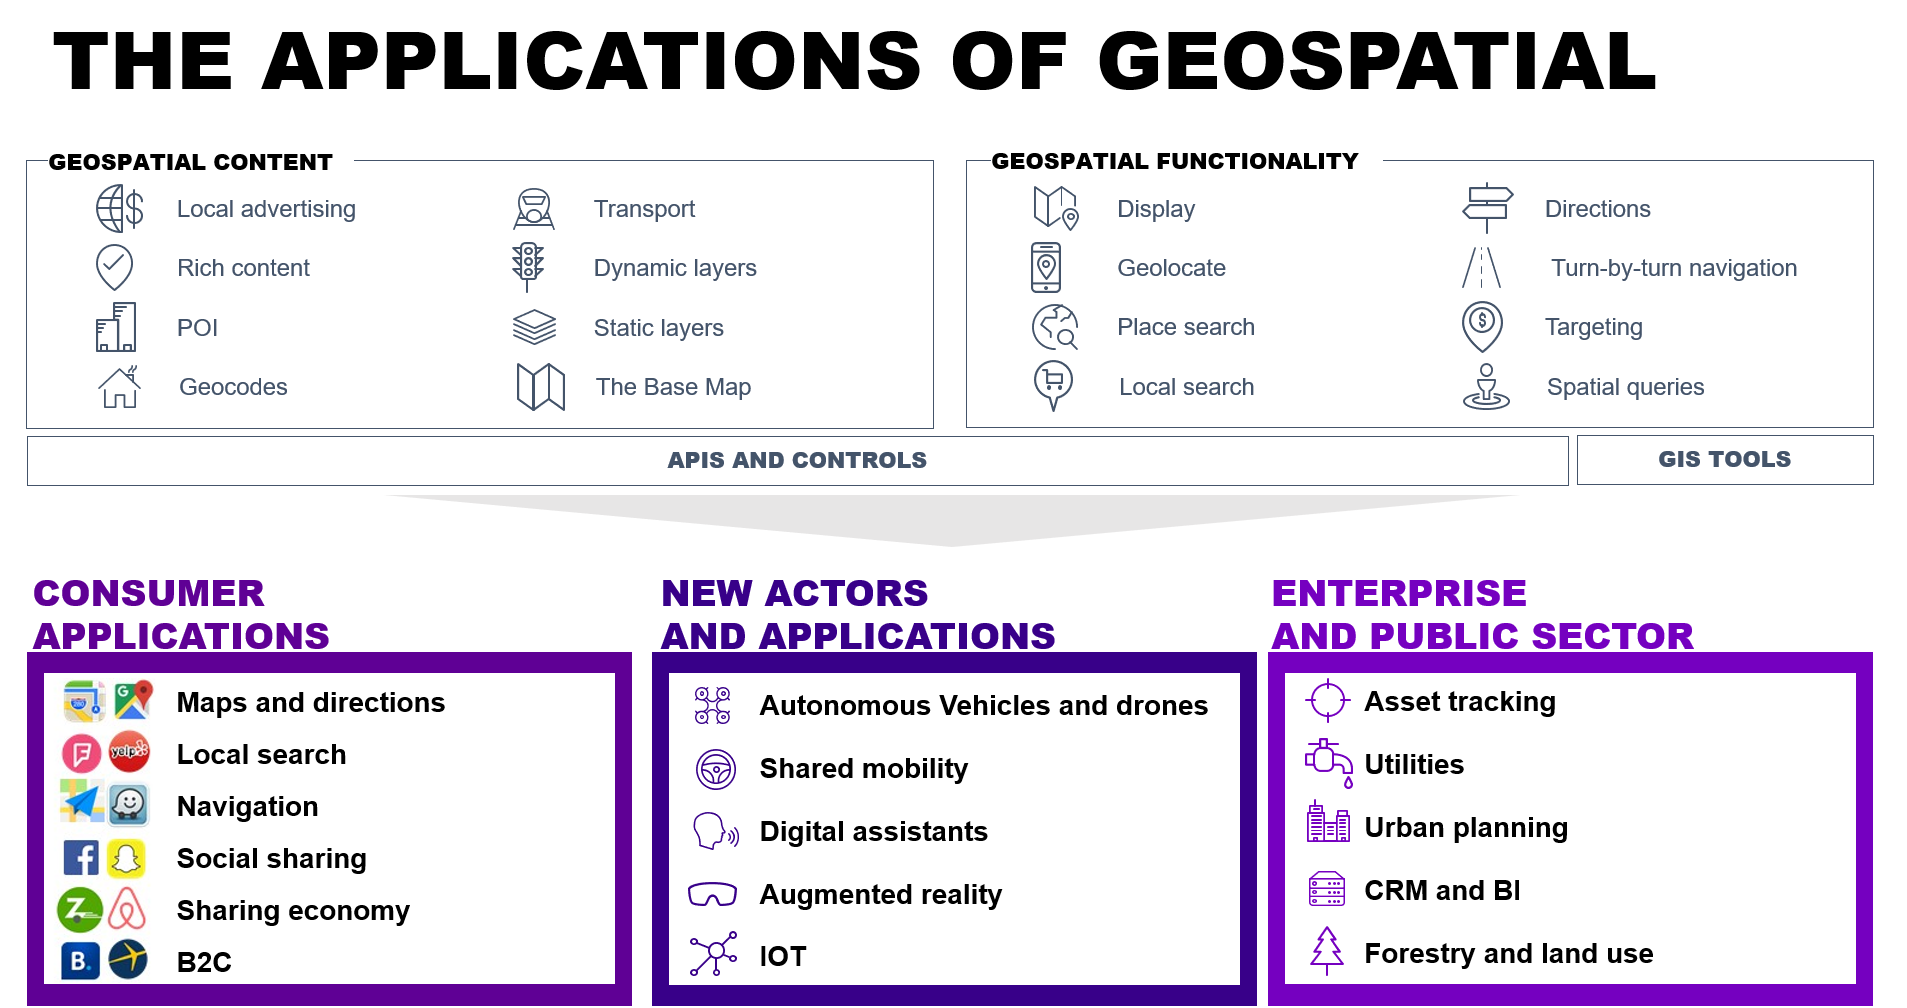 THE APPLICATIONS OF GEOSPATIAL
GEOSPATIAL CONTENT
Local advertising
Rich content
POI
Geocodes
Transport
Dynamic layers
Static layers
The Base Map
GEOSPATIAL FUNCTIONALITY
Display
Geolocate
Place search
Local search
Directions
Turn-by-turn navigation
Targeting
Spatial queries
APIS AND CONTROLS
GIS TOOLS
CONSUMER
APPLICATIONS
280
G
Maps and directions
yelp
Local search
Navigation
f
Social sharing
Z
Sharing economy
B.
B2C
NEW ACTORS
AND APPLICATIONS
Autonomous Vehicles and drones
Shared mobility
Digital assistants
Augmented reality
IOT
ENTERPRISE
AND PUBLIC SECTOR
Asset tracking
Utilities
Urban planning
CRM and BI
Forestry and land use